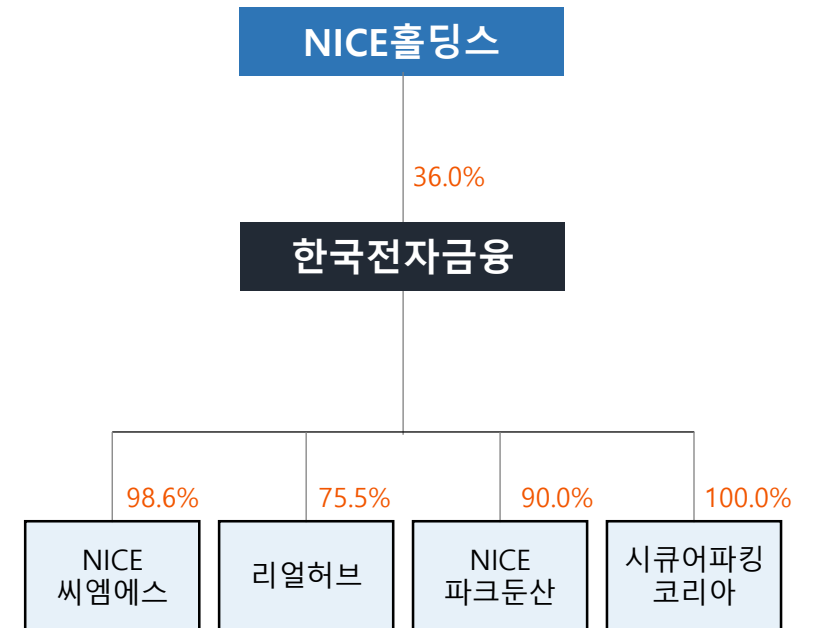 NICE홀딩스
36.0%
한국전자금융
98.6%
75.5%
90.0%
100.0%
NICE
씨엠에스
리얼허브
NICE
파크둔산
시큐어파킹
코리아